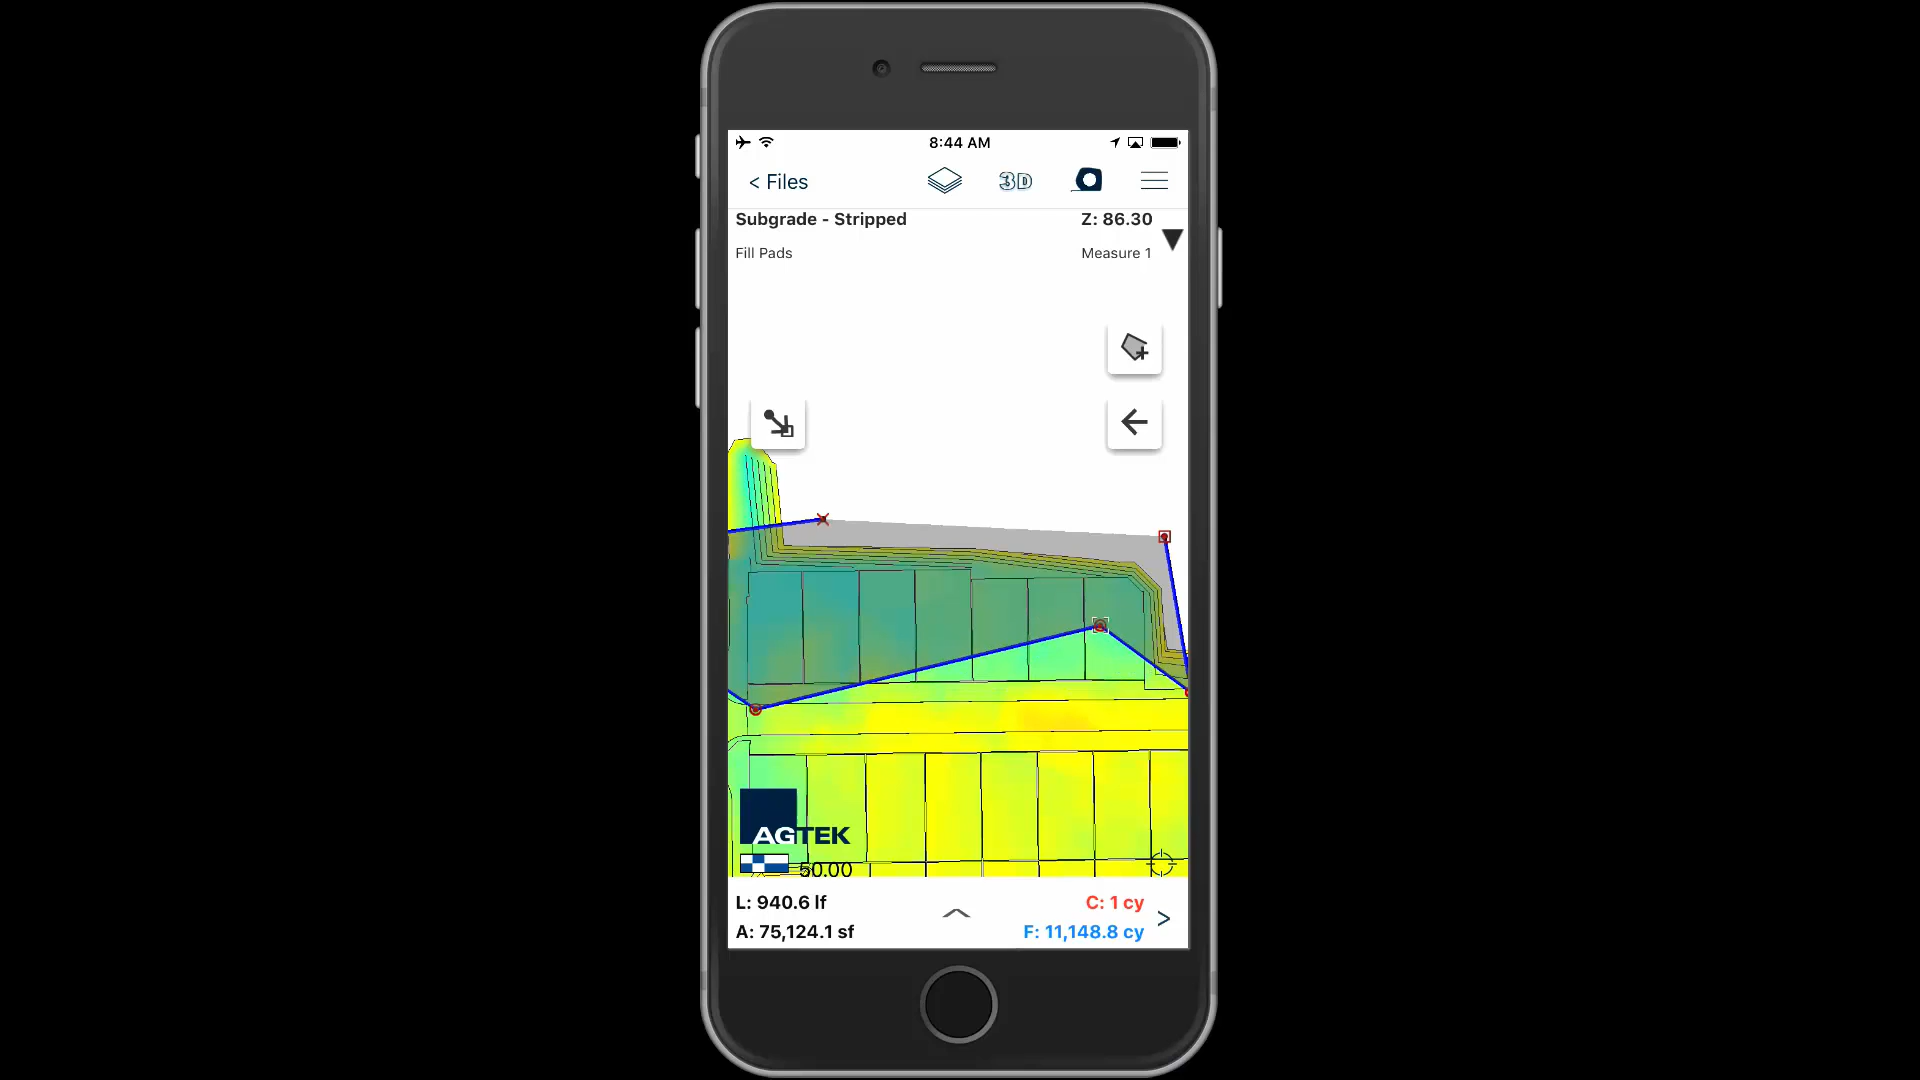 8:44 AM
< Files
3D
Subgrade - Stripped
Z: 86.30
Fill Pads
Measure 1
AGTEK
50.00
L: 940.6 lf
C: 1 cy
A: 75,124.1 sf
F: 11,148.8 cy